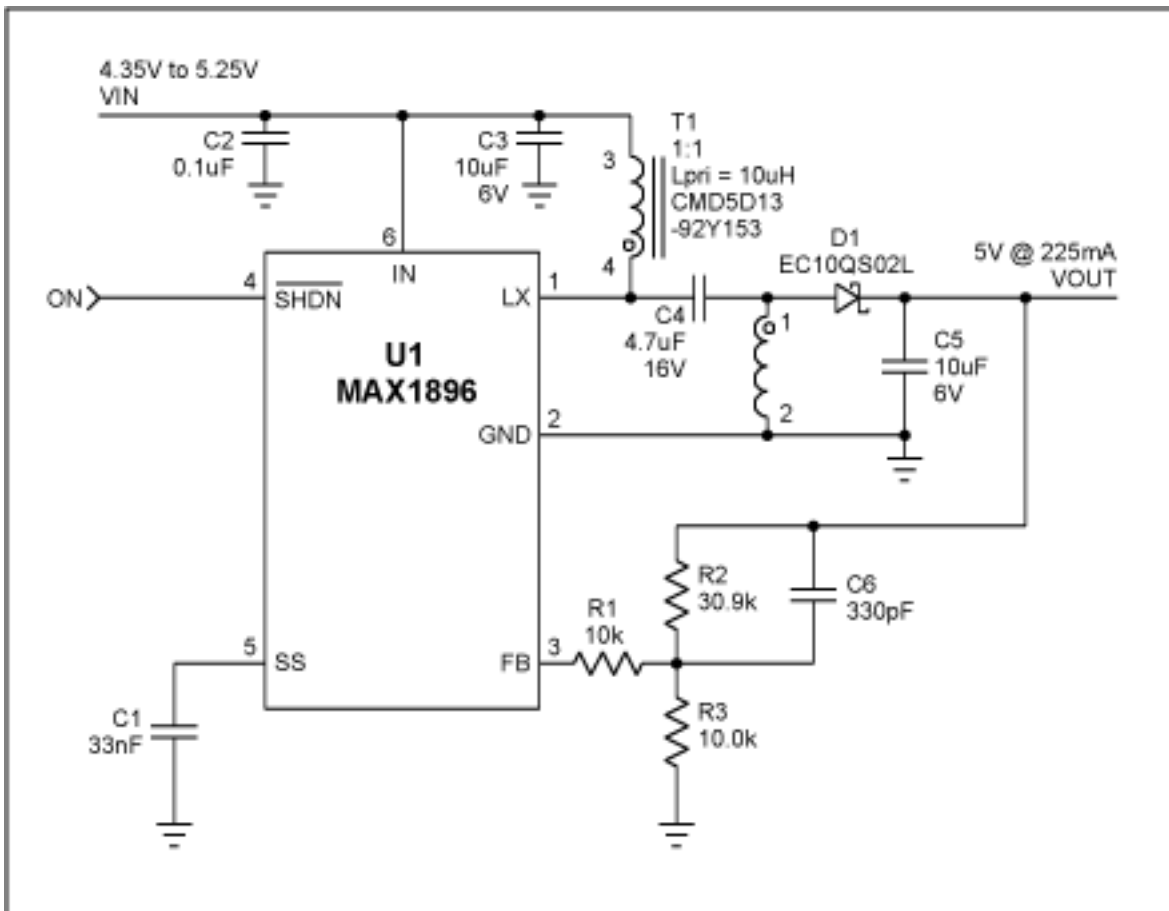 4.35V to 5.25V
VIN
C2
0.1uF
C3
10uF
6V
T1
1:1
Lpri = 10uH
CMD5D13
-92Y153
3
4
6
IN
D1
EC10QS02L
5V @ 225mA
VOUT
ON
4
SHDN
LX
1
C4
4.7uF
16V
1
2
C5
10uF
6V
U1
MAX1896
GND
2
R2
30.9k
C6
330pF
R1
10k
5
SS
FB
3
C1
33nF
R3
10.0k